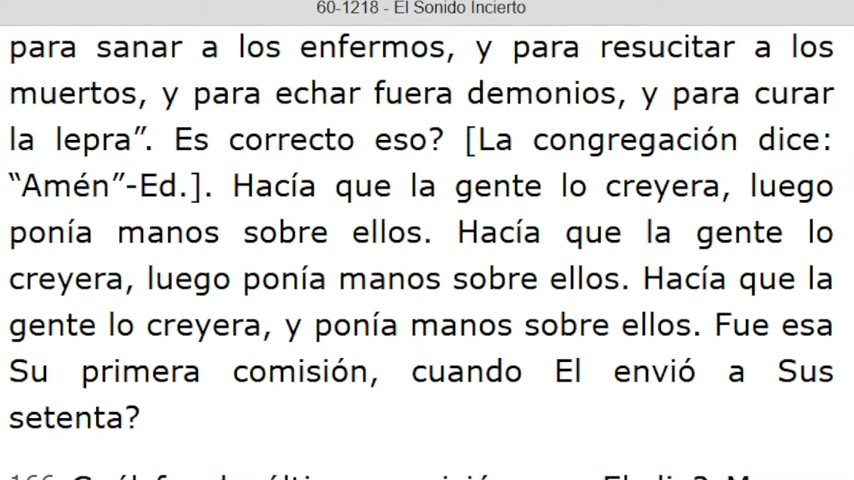 60-1218 - El Sonido Incierto
para sanar a los enfermos, y para resucitar a los
muertos, y para echar fuera demonios, y para curar
la lepra”. Es correcto eso? [La congregación dice:
“Amén”-Ed.]. Hacía que la gente lo creyera, luego
ponía manos sobre ellos. Hacía que la gente lo
creyera, luego ponía manos sobre ellos. Hacía que la
gente lo creyera, y ponía manos sobre ellos. Fue esa
Su primera comisión, cuando El envió a Sus
setenta?